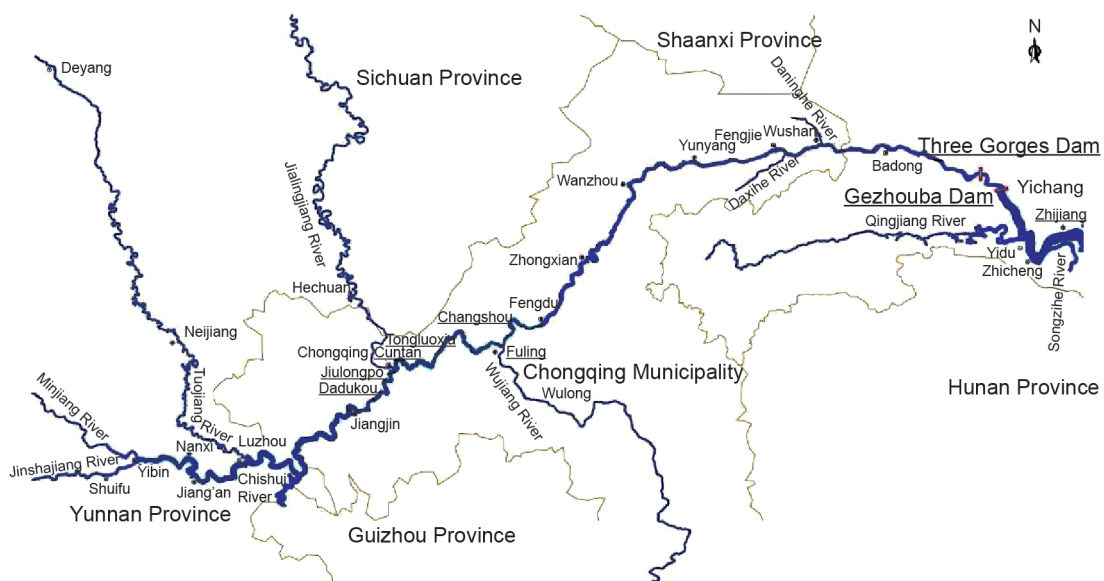 N
Shaanxi Province
Deyang
Sichuan Province
Daninghe River
Fengjie
Wushan
Yunyang
Three Gorges Dam
Badong
Wanzhou
Daxihe River
Yichang
Gezhouba Dam
Jialingjiang River
Qingjiang River
Zhijiang
Yidu
Zhicheng
Songzihe River
Zhongxian
Hechuan
Fengdu
Changshou
Neijiang
Tongluoxia
Chongqing
Cuntan
Fuling
Jiulongpo
Chongqing Municipality
Dadukou
Wulong
Wujiang River
Hunan Province
Tuojiang River
Minjiang River
Jiangjin
Nanxi
Luzhou
Jinshajiang River
Yibin
Chishui
River
Shuifu
Jiang'an
Yunnan Province
Guizhou Province